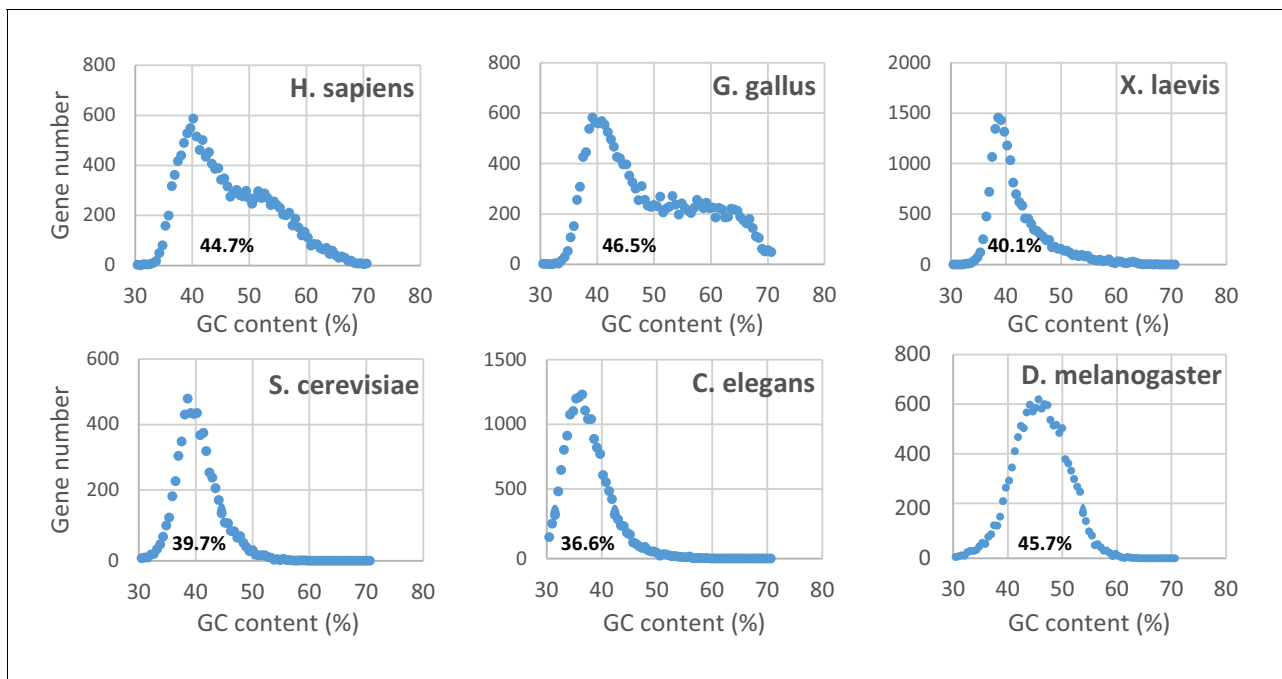 H. sapiens
Gene number
800
600
400
200
0
44.7%
30 40 50 60 70 80
GC content (%)
G. gallus
800
600
400
200
0
46.5%
30 40 50 60 70 80
GC content (%)
X. laevis
2000
1500
1000
500
0
40.1%
30 40 50 60 70 80
GC content (%)
S. cerevisiae
Gene number
600
400
200
0
39.7%
30 40 50 60 70 80
GC content (%)
C. elegans
1500
1000
500
0
36.6%
30 40 50 60 70 80
GC content (%)
D. melanogaster
800
600
400
200
0
45.7%
30 40 50 60 70 80
GC content (%)